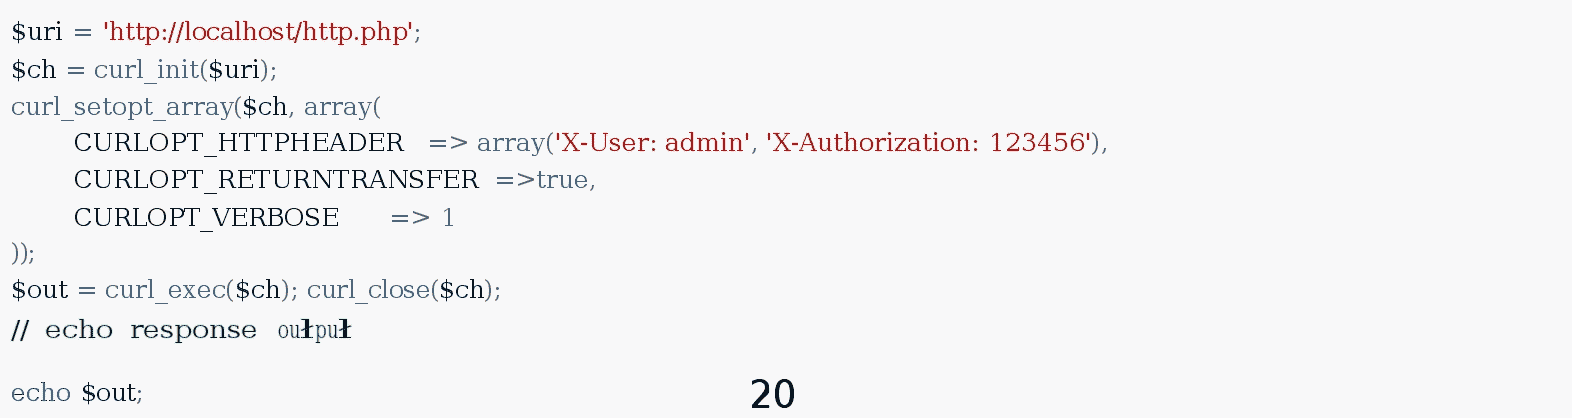 $uri = 'http://localhost/http.php';
$ch = curl_init($uri);
curl_setopt_array($ch, array(
CURLOPT_HTTPHEADER => array('X-User: admin', 'X-Authorization: 123456'),
CURLOPT_RETURNTRANSFER =>true,
CURLOPT_VERBOSE => 1
));
$out = curl_exec($ch); curl_close($ch);
// echo response oułpuł
echo $out;
20